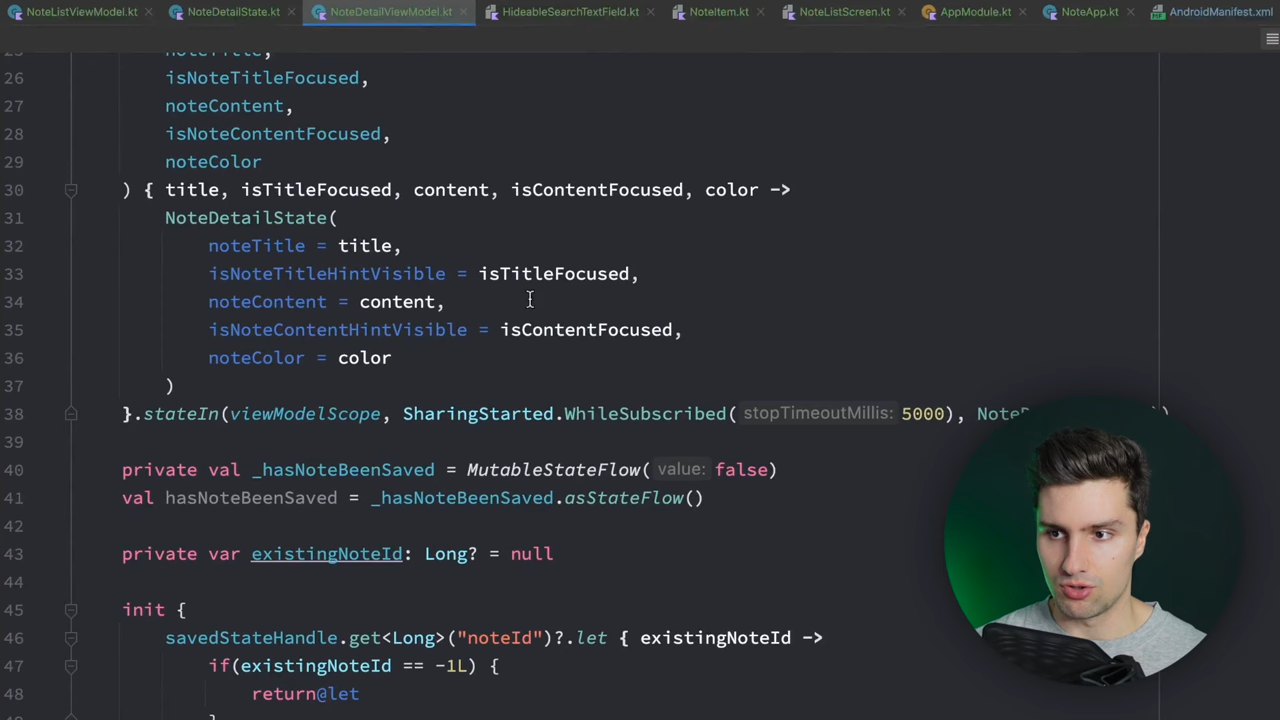 NoteListViewModel.kt NoteDetailState.kt NoteDetailViewModel.kt HideableSearchTextField.kt NoteItem.kt NoteListScreen.kt AppModule.kt NoteApp.kt AndroidManifest.xml
25 noteTitle,
26 isNoteTitleFocused,
27 noteContent,
28 isNoteContentFocused,
29 noteColor
30 ) { title, isTitleFocused, content, isContentFocused, color ->
31 NoteDetailState(
32 noteTitle = title,
33 isNoteTitleHintVisible = isTitleFocused,
34 noteContent = content,
35 isNoteContentHintVisible = isContentFocused,
36 noteColor = color
37 )
38 }.stateIn(viewModelScope, SharingStarted.WhileSubscribed( stopTimeoutMillis: 5000),
39
40 private val _hasNoteBeenSaved = MutableStateFlow( value: false)
41 val hasNoteBeenSaved = _hasNoteBeenSaved.asStateFlow()
42
43 private var existingNoteId: Long? = null
44
45 init {
46 savedStateHandle.get<Long>("noteId")?.let { existingNoteId ->
47 if(existingNoteId == -1L) {
48 return@let